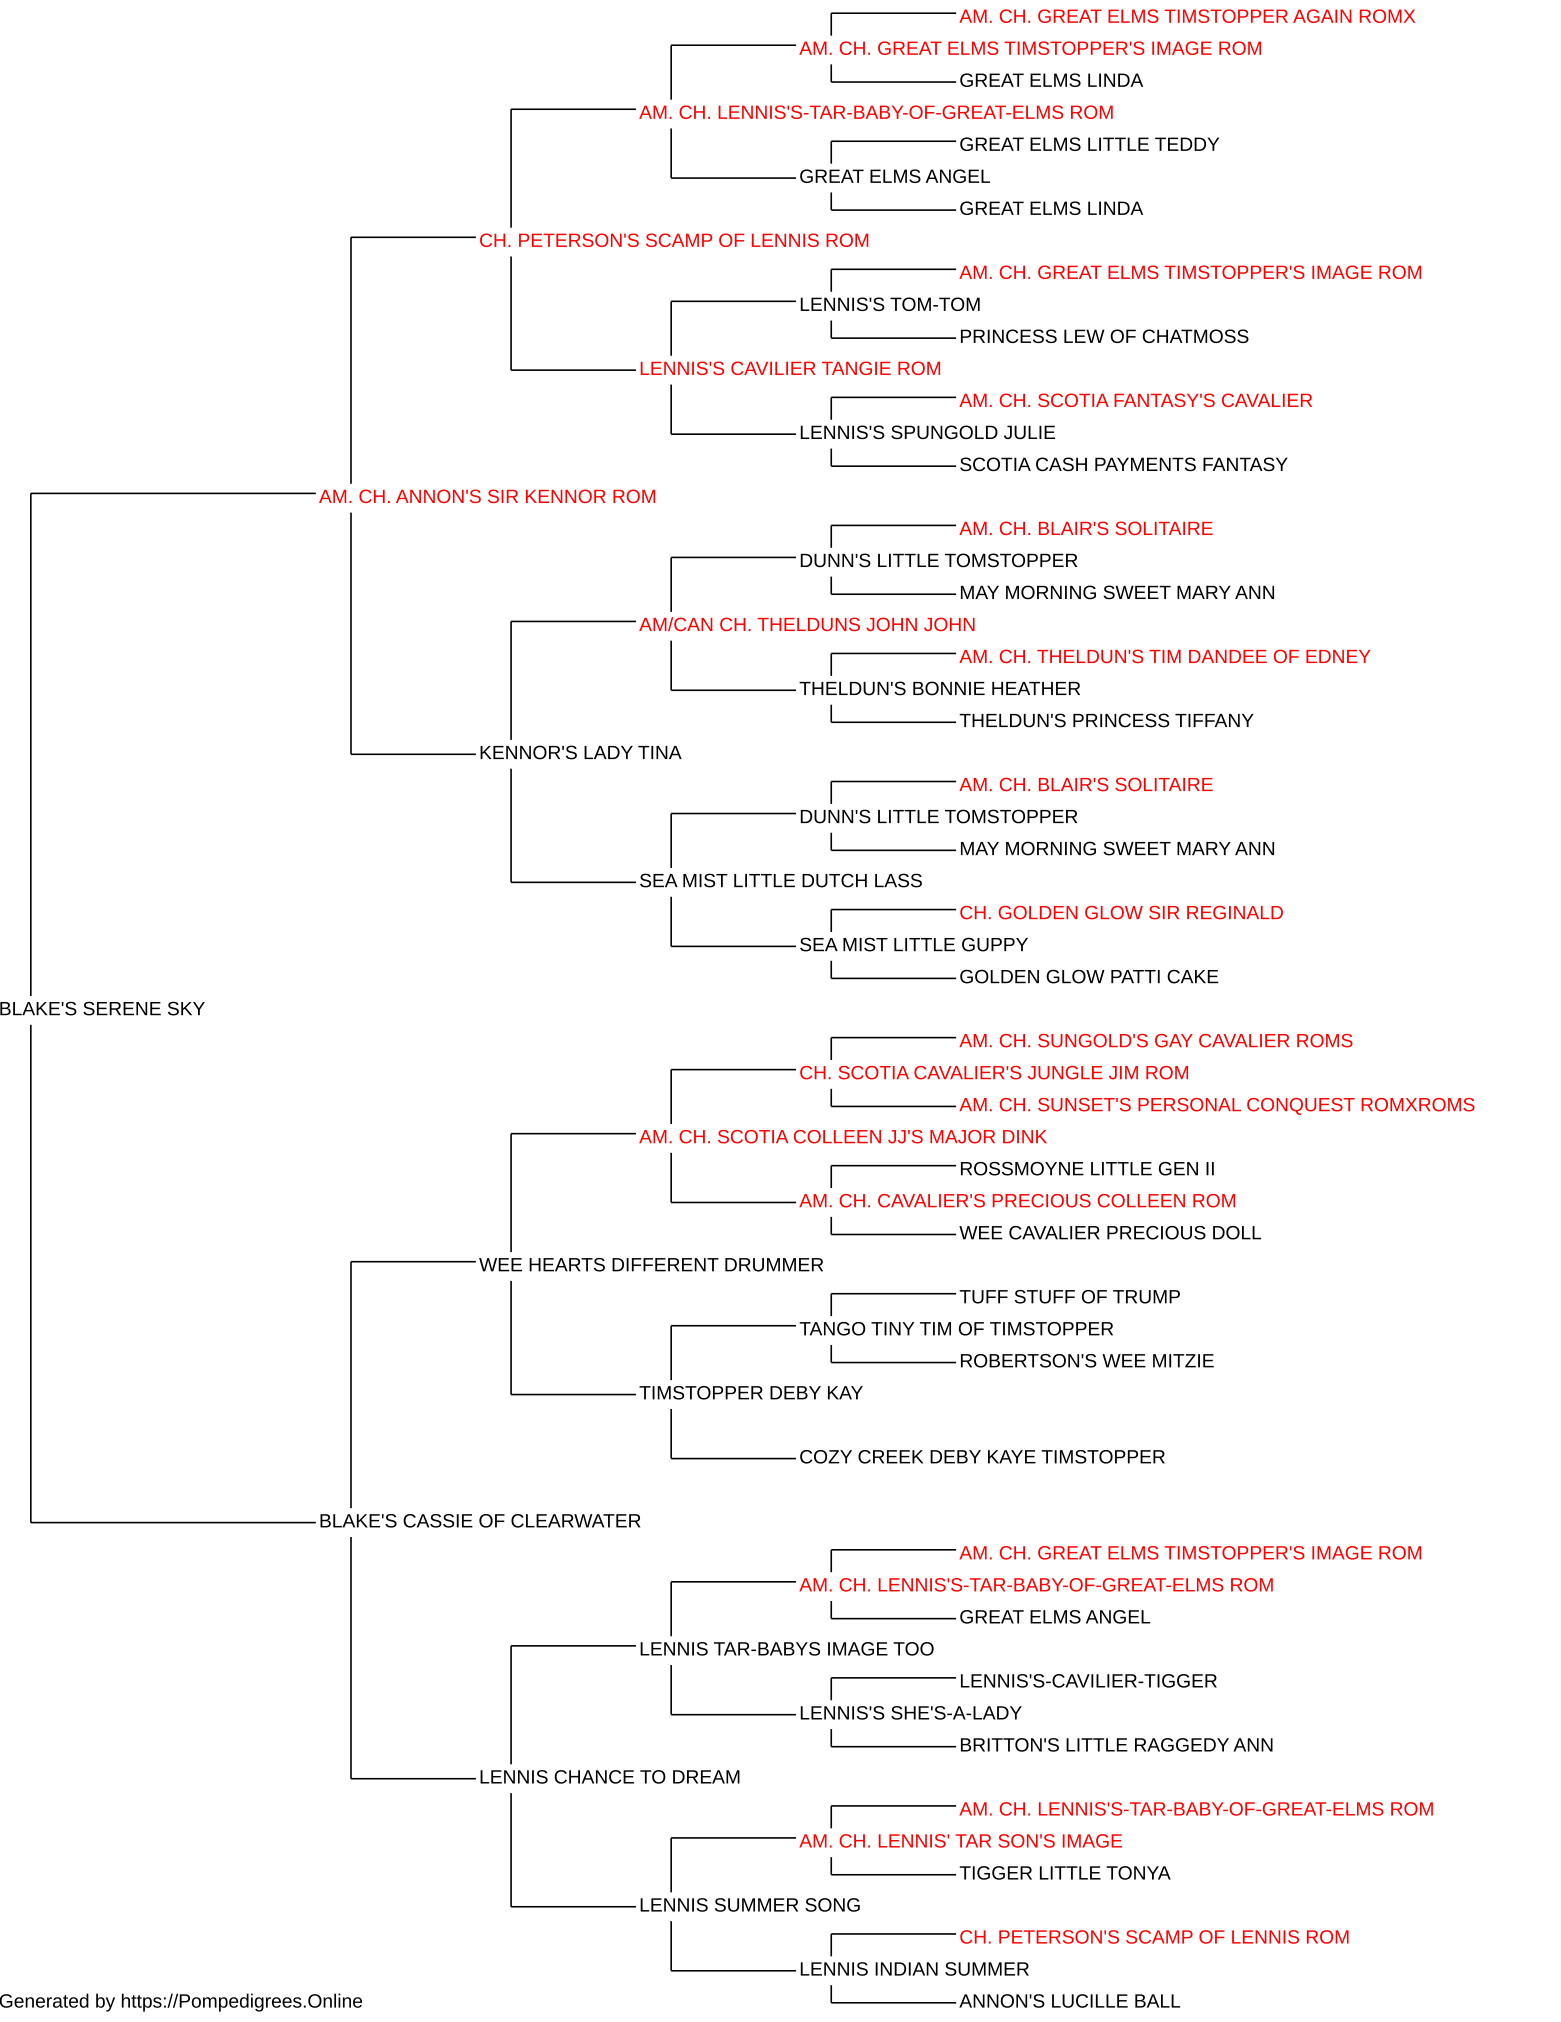 AM. CH. GREAT ELMS TIMSTOPPER AGAIN ROMX
AM. CH. GREAT ELMS TIMSTOPPER'S IMAGE ROM
GREAT ELMS LINDA
AM. CH. LENNIS'S-TAR-BABY-OF-GREAT-ELMS ROM
GREAT ELMS LITTLE TEDDY
GREAT ELMS ANGEL
GREAT ELMS LINDA
CH. PETERSON'S SCAMP OF LENNIS ROM
AM. CH. GREAT ELMS TIMSTOPPER'S IMAGE ROM
LENNIS'S TOM-TOM
PRINCESS LEW OF CHATMOSS
LENNIS'S CAVILIER TANGIE ROM
AM. CH. SCOTIA FANTASY'S CAVALIER
LENNIS'S SPUNGOLD JULIE
SCOTIA CASH PAYMENTS FANTASY
AM. CH. ANNON'S SIR KENNOR ROM
AM. CH. BLAIR'S SOLITAIRE
DUNN'S LITTLE TOMSTOPPER
MAY MORNING SWEET MARY ANN
AM/CAN CH. THELDUNS JOHN JOHN
AM. CH. THELDUN'S TIM DANDEE OF EDNEY
THELDUN'S BONNIE HEATHER
THELDUN'S PRINCESS TIFFANY
KENNOR'S LADY TINA
AM. CH. BLAIR'S SOLITAIRE
DUNN'S LITTLE TOMSTOPPER
MAY MORNING SWEET MARY ANN
SEA MIST LITTLE DUTCH LASS
CH. GOLDEN GLOW SIR REGINALD
SEA MIST LITTLE GUPPY
GOLDEN GLOW PATTI CAKE
BLAKE'S SERENE SKY
AM. CH. SUNGOLD'S GAY CAVALIER ROMS
CH. SCOTIA CAVALIER'S JUNGLE JIM ROM
AM. CH. SUNSET'S PERSONAL CONQUEST ROMXROMS
AM. CH. SCOTIA COLLEEN JJ'S MAJOR DINK
ROSSMOYNE LITTLE GEN II
AM. CH. CAVALIER'S PRECIOUS COLLEEN ROM
WEE CAVALIER PRECIOUS DOLL
WEE HEARTS DIFFERENT DRUMMER
TUFF STUFF OF TRUMP
TANGO TINY TIM OF TIMSTOPPER
ROBERTSON'S WEE MITZIE
TIMSTOPPER DEBY KAY
COZY CREEK DEBY KAYE TIMSTOPPER
BLAKE'S CASSIE OF CLEARWATER
AM. CH. GREAT ELMS TIMSTOPPER'S IMAGE ROM
AM. CH. LENNIS'S-TAR-BABY-OF-GREAT-ELMS ROM
GREAT ELMS ANGEL
LENNIS TAR-BABYS IMAGE TOO
LENNIS'S-CAVILIER-TIGGER
LENNIS'S SHE'S-A-LADY
BRITTON'S LITTLE RAGGEDY ANN
LENNIS CHANCE TO DREAM
AM. CH. LENNIS'S-TAR-BABY-OF-GREAT-ELMS ROM
AM. CH. LENNIS' TAR SON'S IMAGE
TIGGER LITTLE TONYA
LENNIS SUMMER SONG
CH. PETERSON'S SCAMP OF LENNIS ROM
LENNIS INDIAN SUMMER
ANNON'S LUCILLE BALL
Generated by https://Pompedigrees.Online